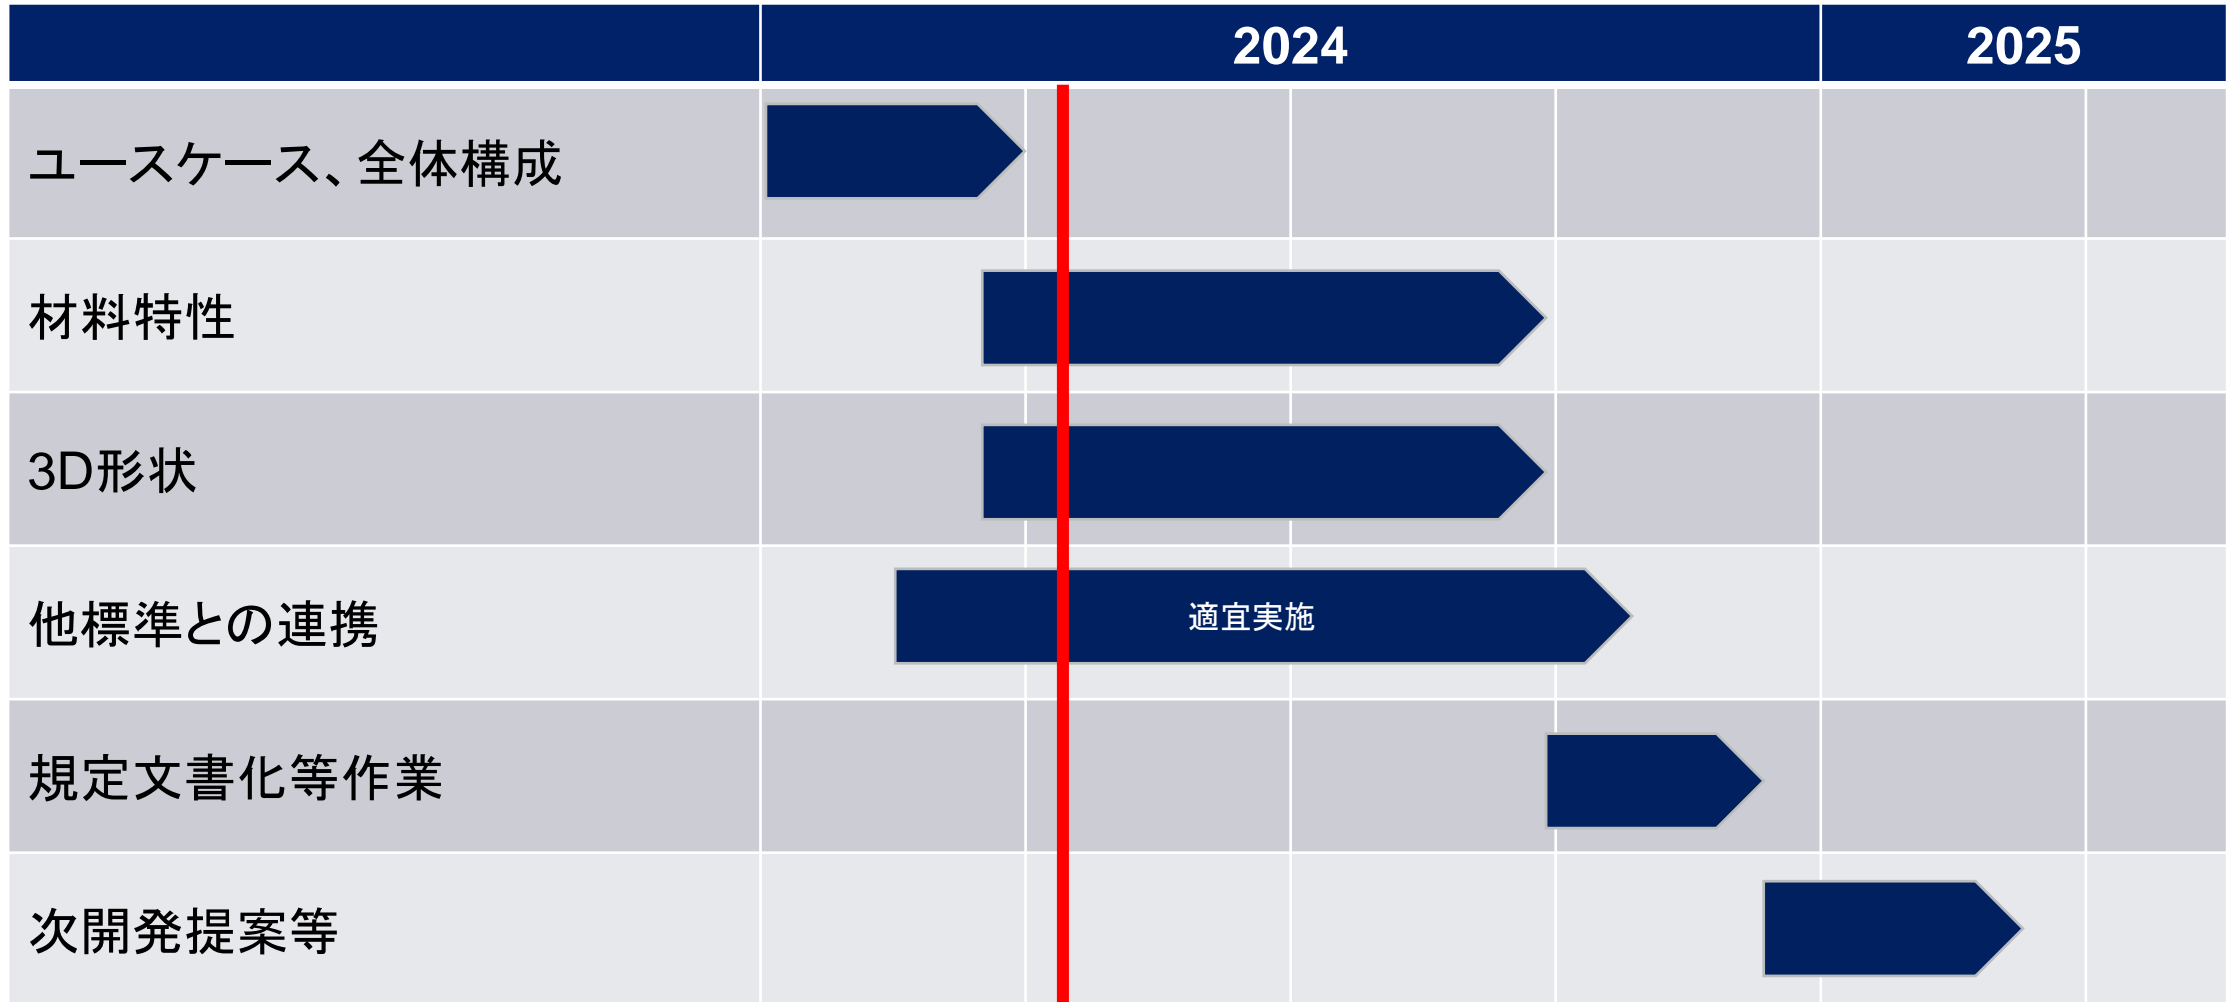 2024
2025
ユースケース、全体構成
材料特性
3D形状
他標準との連携
適宜実施
規定文書化等作業
次開発提案等